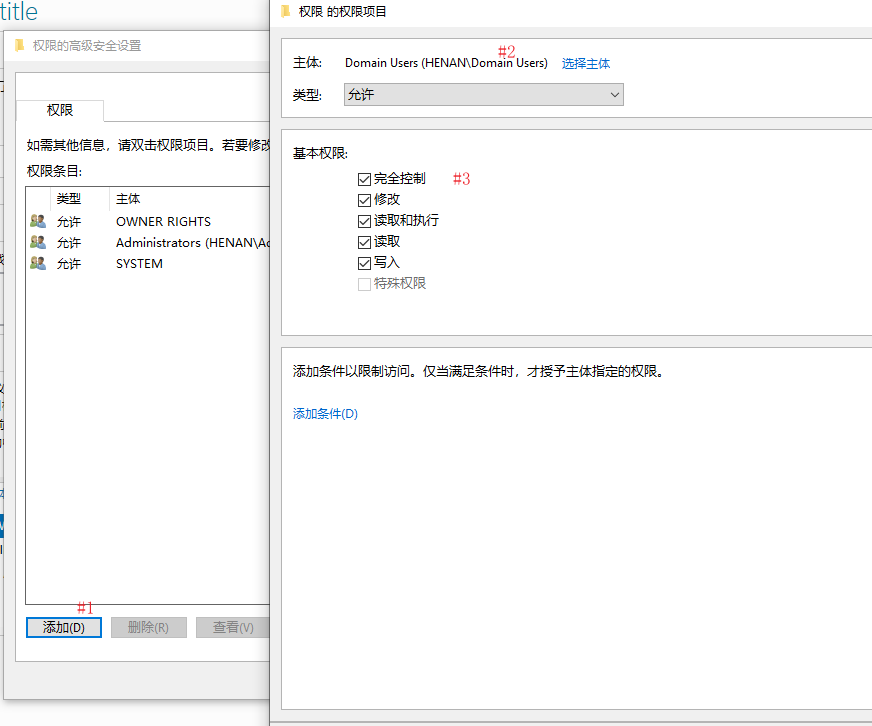 title
权限的高级安全设置
权限
如需其他信息，请双击权限项目。若要修改
权限条目:
类型 主体
允许 OWNER RIGHTS
允许 Administrators (HENAN\Ad
允许 SYSTEM
#1
添加(D) 删除(R) 查看(V)
权限 的权限项目
#2
主体: Domain Users (HENAN\Domain Users) 选择主体
类型: 允许
基本权限:
完全控制 #3
修改
读取和执行
读取
写入
特殊权限
添加条件以限制访问。仅当满足条件时，才授予主体指定的权限。
添加条件(D)